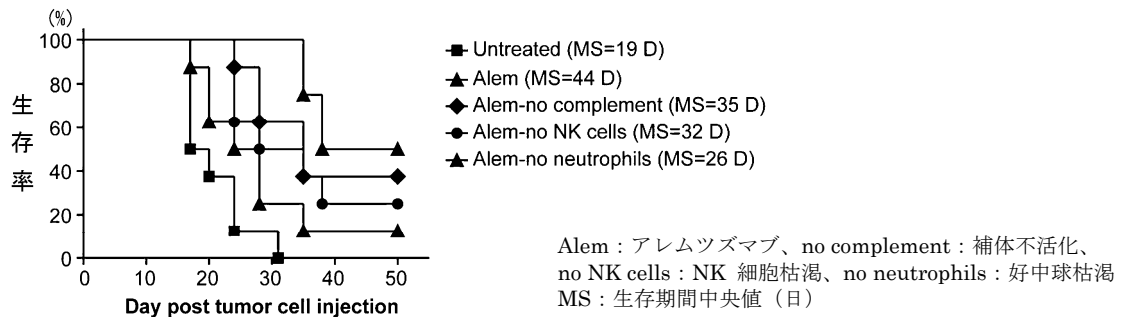 (%)
100
80
60
40
20
0
生存率
0 10 20 30 40 50
Day post tumor cell injection
Untreated (MS=19 D)
Alem (MS=44 D)
Alem-no complement (MS=35 D)
Alem-no NK cells (MS=32 D)
Alem-no neutrophils (MS=26 D)
Alem：アレムツズマブ、no complement：補体不活化、
no NK cells：NK 細胞枯渇、no neutrophils：好中球枯渇
MS：生存期間中央値（日）